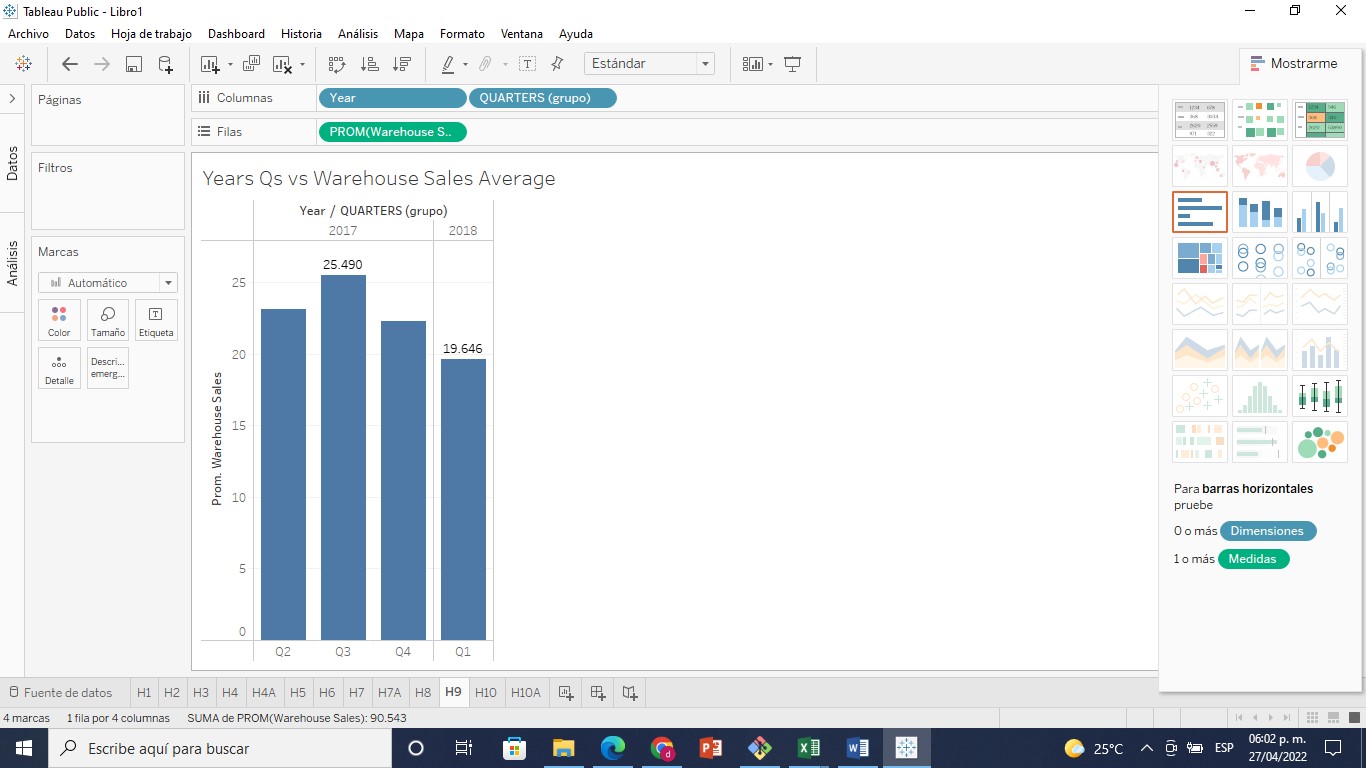 Tableau Public - Libro1
Archivo Datos Hoja de trabajo Dashboard Historia Análisis Mapa Formato Ventana Ayuda
Estándar
Mostrarme
Datos
Análisis
Páginas
Filtros
Marcas
Automático
Color Tamaño Etiqueta
Detalle Descri... emerg...
Columnas Year QUARTERS (grupo)
Filas PROM(Warehouse S..
Years Qs vs Warehouse Sales Average
Year / QUARTERS (grupo)
2017 2018
Prom. Warehouse Sales
25
20
15
10
5
0
25.490
19.646
Q2 Q3 Q4 Q1
Para barras horizontales
pruebe
0 o más Dimensiones
1 o más Medidas
Fuente de datos H1 H2 H3 H4 H4A H5 H6 H7 H7A H8 H9 H10 H10A
4 marcas 1 fila por 4 columnas SUMA de PROM(Warehouse Sales): 90.543
Escribe aquí para buscar
25°C ESP 06:02 p. m.
27/04/2022